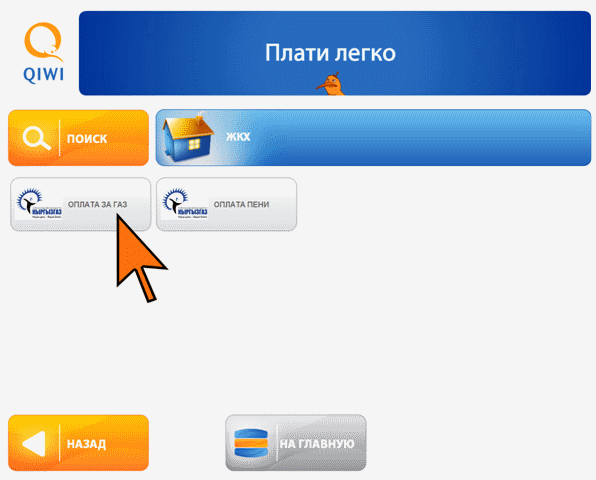 QIWI
Плати легко
ПОИСК
ЖКХ
КЫРГЫЗГАЗ
ОПЛАТА ЗА ГАЗ
КЫРГЫЗГАЗ
ОПЛАТА ПЕНИ
НАЗАД
НА ГЛАВНУЮ